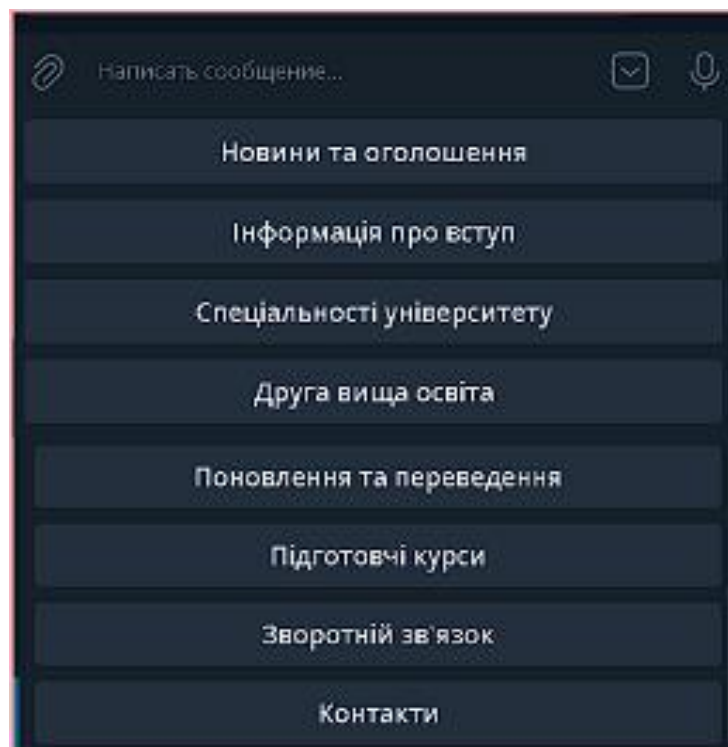 Написать сообщение...
Новини та оголошення
Інформація про вступ
Спеціальності університету
Друга вища освіта
Поновлення та переведення
Підготовчі курси
Зворотній зв'язок
Контакти